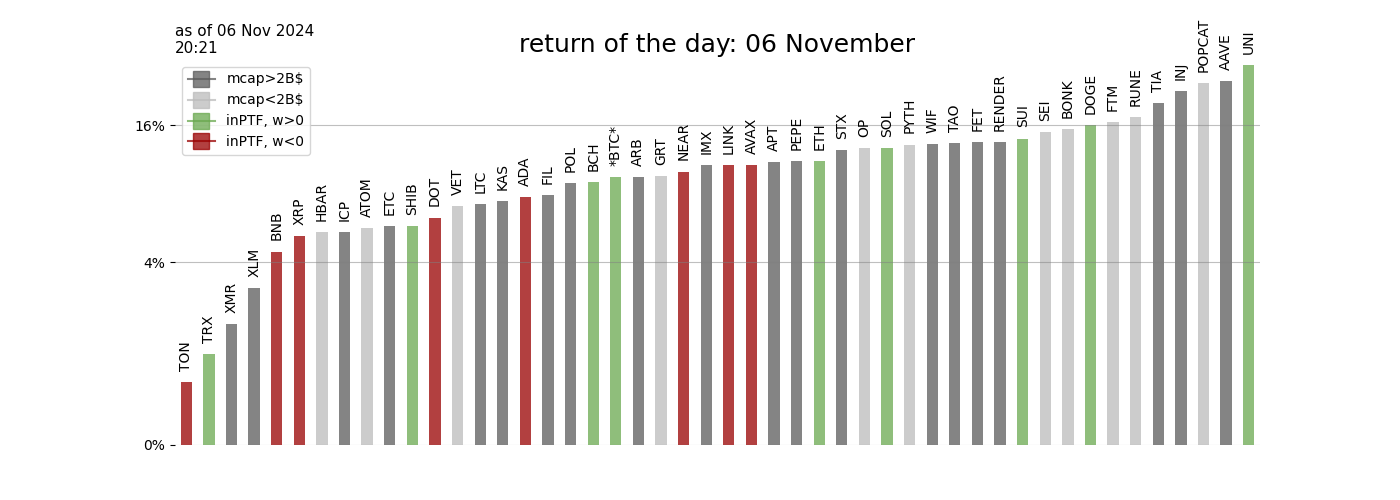 as of 06 Nov 2024
20:21
return of the day: 06 November
mcap>2B$
mcap<2B$
inPTF, w>0
inPTF, w<0
16%
4%
0%
TON
TRX
XMR
XLM
BNB
XRP
HBAR
ICP
ATOM
ETC
SHIB
DOT
VET
LTC
KAS
ADA
FIL
POL
BCH
*BTC*
ARB
GRT
NEAR
IMX
LINK
AVAX
APT
PEPE
ETH
STX
OP
SOL
PYTH
WIF
TAO
FET
RENDER
SUI
SEI
BONK
DOGE
FTM
RUNE
TIA
INJ
POPCAT
AAVE
UNI